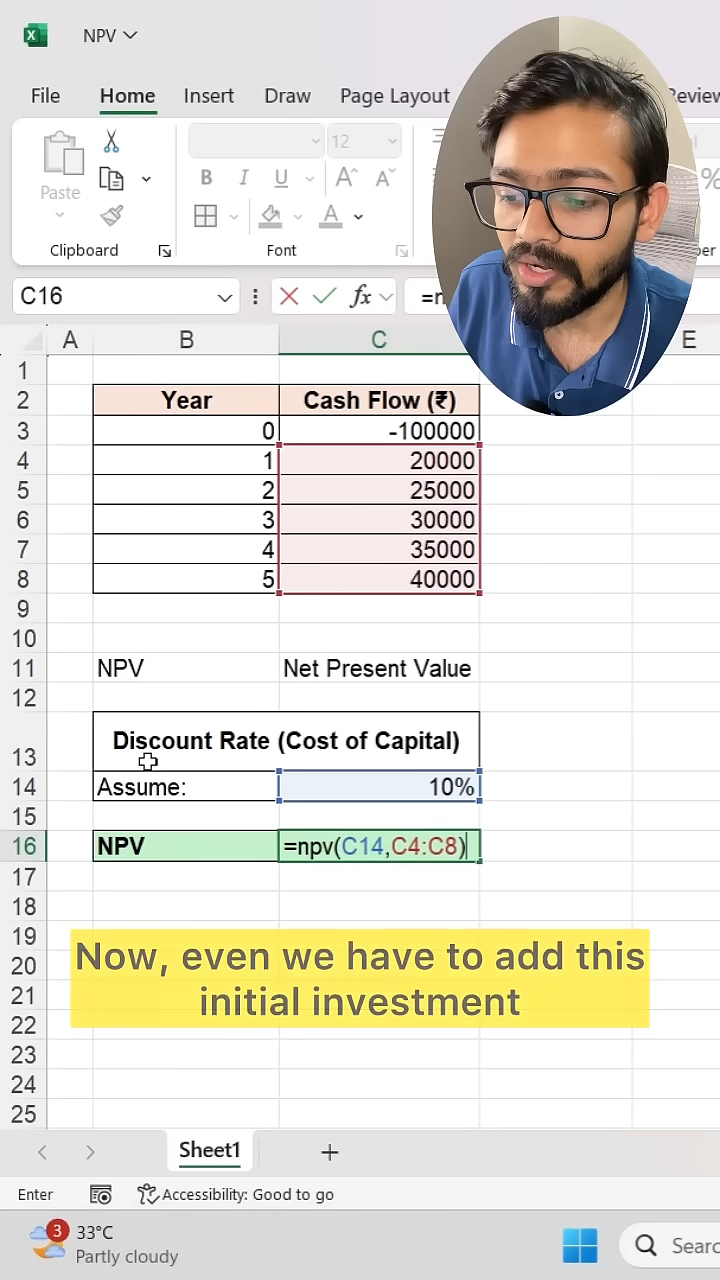 NPV
File Home Insert Draw Page Layout Review
Paste
12
B I U A A A %
Clipboard Font
C16 fx =n
A B C E
1
2 Year Cash Flow (₹)
3 0 -100000
4 1 20000
5 2 25000
6 3 30000
7 4 35000
8 5 40000
9
10
11 NPV Net Present Value
12
13 Discount Rate (Cost of Capital)
14 Assume: 10%
15
16 NPV =npv(C14,C4:C8)
17
18
19
Now, even we have to add this
20
initial investment
21
22
23
24
25
Sheet1 +
Enter Accessibility: Good to go
3 33°C
Partly cloudy
Searc